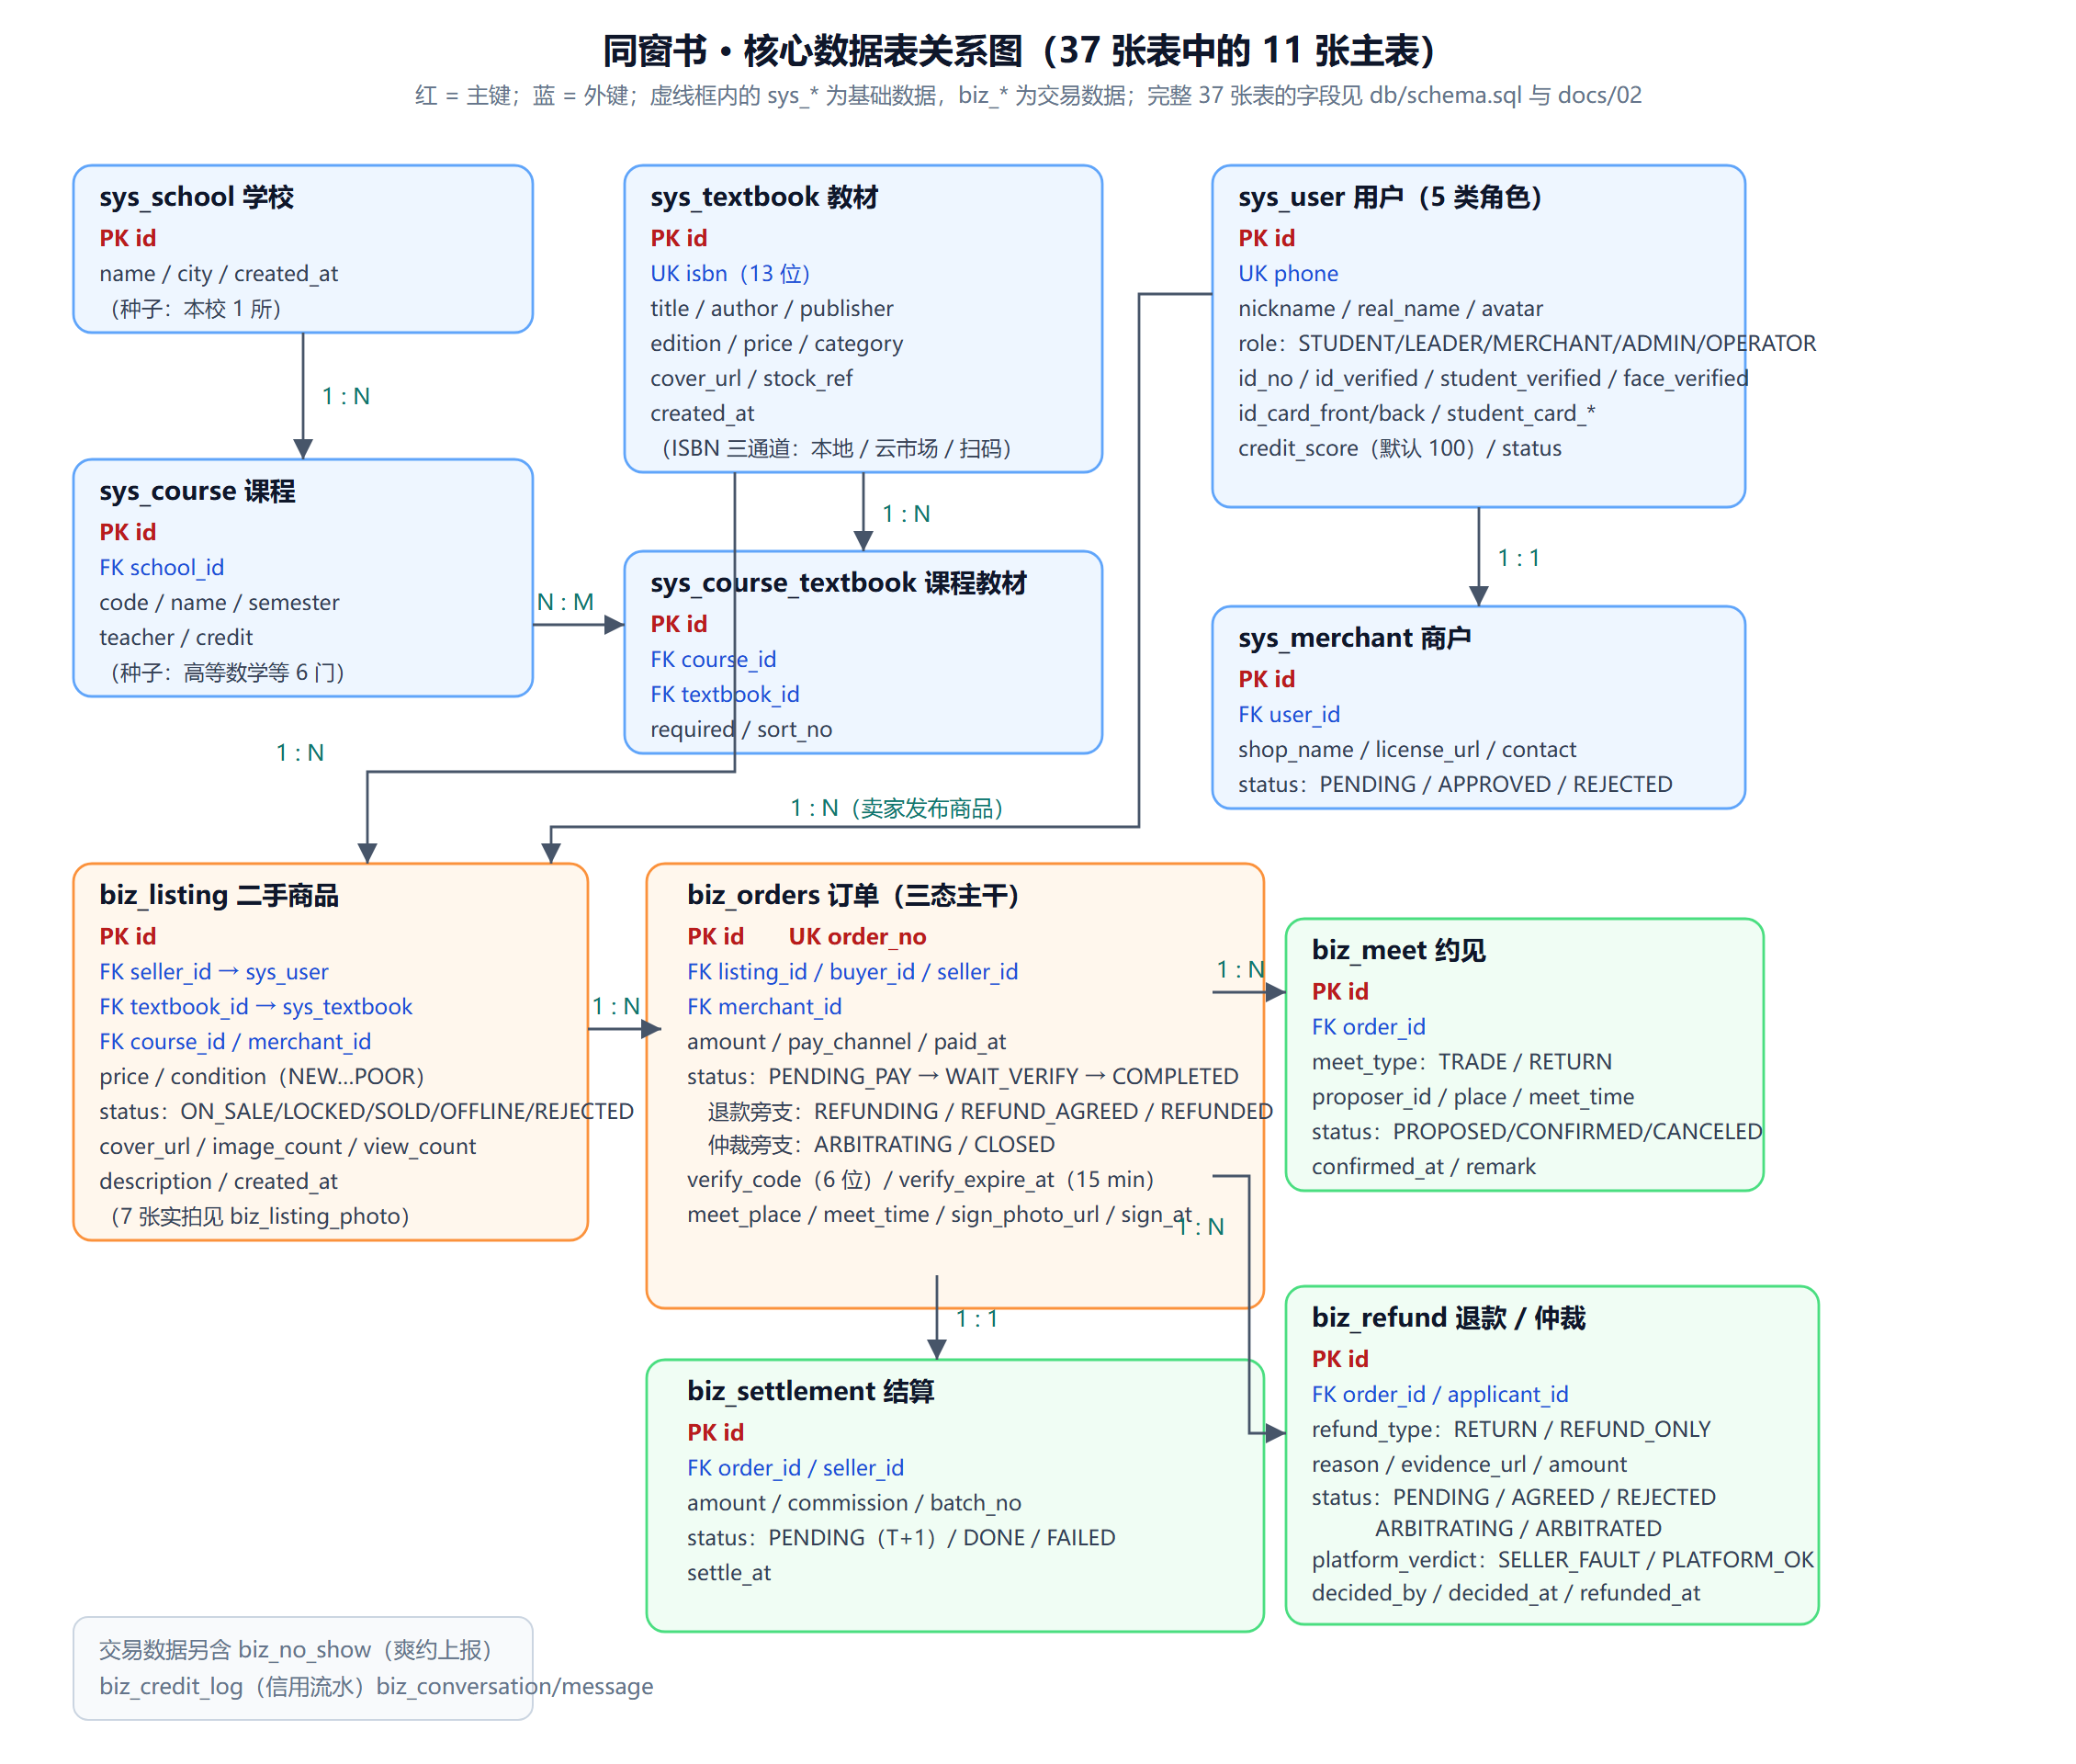 同窗书 · 核心数据表关系图（37 张表中的 11 张主表）
红 = 主键；蓝 = 外键；虚线框内的 sys_* 为基础数据，biz_* 为交易数据；完整 37 张表的字段见 db/schema.sql 与 docs/02
sys_school 学校
PK id
name / city / created_at
（种子：本校 1 所）
1 : N
sys_course 课程
PK id
FK school_id
code / name / semester
teacher / credit
（种子：高等数学等 6 门）
N : M
sys_textbook 教材
PK id
UK isbn（13 位）
title / author / publisher
edition / price / category
cover_url / stock_ref
created_at
（ISBN 三通道：本地 / 云市场 / 扫码）
1 : N
sys_course_textbook 课程教材
PK id
FK course_id
FK textbook_id
required / sort_no
sys_user 用户（5 类角色）
PK id
UK phone
nickname / real_name / avatar
role：STUDENT/LEADER/MERCHANT/ADMIN/OPERATOR
id_no / id_verified / student_verified / face_verified
id_card_front/back / student_card_*
credit_score（默认 100）/ status
1 : 1
sys_merchant 商户
PK id
FK user_id
shop_name / license_url / contact
status：PENDING / APPROVED / REJECTED
1 : N
1 : N（卖家发布商品）
biz_listing 二手商品
PK id
FK seller_id → sys_user
FK textbook_id → sys_textbook
FK course_id / merchant_id
price / condition（NEW...POOR）
status：ON_SALE/LOCKED/SOLD/OFFLINE/REJECTED
cover_url / image_count / view_count
description / created_at
（7 张实拍见 biz_listing_photo）
1 : N
biz_orders 订单（三态主干）
PK id UK order_no
FK listing_id / buyer_id / seller_id
FK merchant_id
amount / pay_channel / paid_at
status：PENDING_PAY → WAIT_VERIFY → COMPLETED
退款旁支：REFUNDING / REFUND_AGREED / REFUNDED
仲裁旁支：ARBITRATING / CLOSED
verify_code（6 位）/ verify_expire_at（15 min）
meet_place / meet_time / sign_photo_url / sign_at
1 : N
1 : N
1 : 1
biz_meet 约见
PK id
FK order_id
meet_type：TRADE / RETURN
proposer_id / place / meet_time
status：PROPOSED/CONFIRMED/CANCELED
confirmed_at / remark
biz_settlement 结算
PK id
FK order_id / seller_id
amount / commission / batch_no
status：PENDING（T+1）/ DONE / FAILED
settle_at
biz_refund 退款 / 仲裁
PK id
FK order_id / applicant_id
refund_type：RETURN / REFUND_ONLY
reason / evidence_url / amount
status：PENDING / AGREED / REJECTED
ARBITRATING / ARBITRATED
platform_verdict：SELLER_FAULT / PLATFORM_OK
decided_by / decided_at / refunded_at
交易数据另含 biz_no_show（爽约上报）
biz_credit_log（信用流水）biz_conversation/message